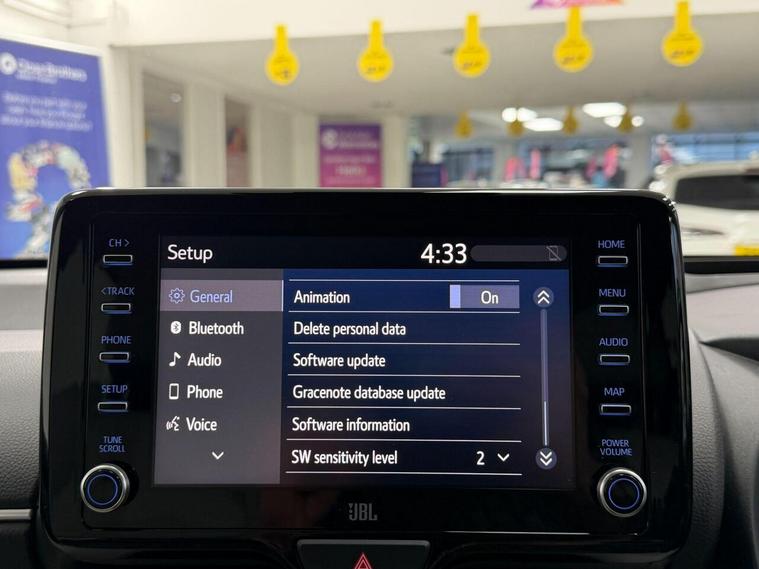 CH >
< TRACK
PHONE
SETUP
TUNE
SCROLL
Setup
4:33
General
Bluetooth
Audio
Phone
Voice
Animation
On
Delete personal data
Software update
Gracenote database update
Software information
SW sensitivity level
2
HOME
MENU
AUDIO
MAP
POWER
VOLUME
JBL